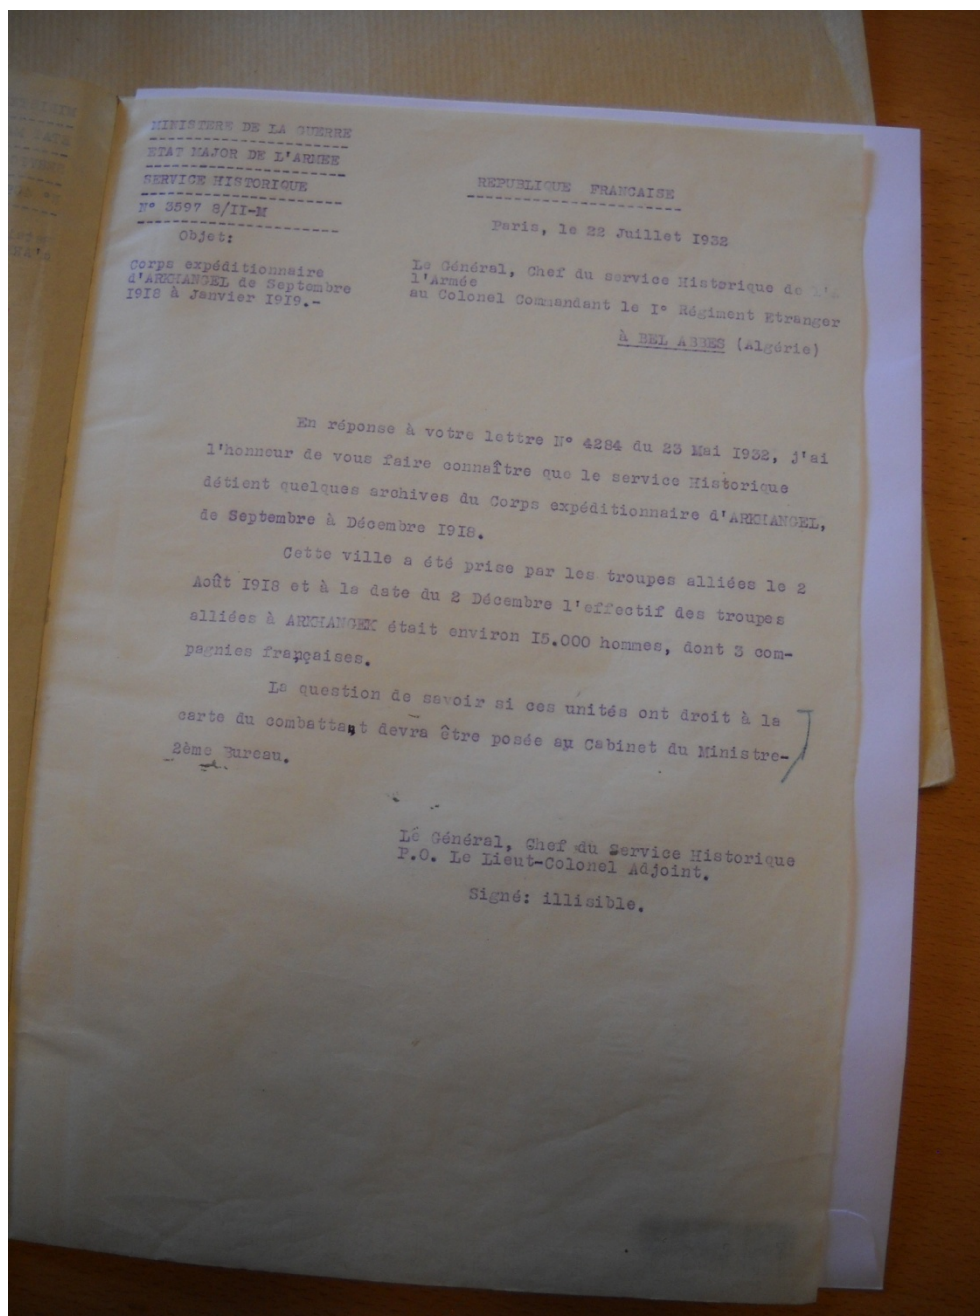 MINISTERE DE LA GUERRE
ETAT MAJOR DE L'ARMEE
SERVICE HISTORIQUE
N° 3597 S/II-M
Objet:
Corps expéditionnaire
d'ARKHANGEL de Septembre
1918 à Janvier 1919.-
REPUBLIQUE FRANCAISE
Paris, le 22 Juillet 1932
Le Général, Chef du service Historique de l'a
l'Armée
au Colonel Commandant le I° Régiment Etranger
à BEL ABBES (Algérie)
En réponse à votre lettre N° 4284 du 23 Mai 1932, j'ai
l'honneur de vous faire connaître que le service Historique
détient quelques archives du Corps expéditionnaire d'ARKHANGEL,
de Septembre à Décembre 1918.
Cette ville a été prise par les troupes alliées le 2
Août 1918 et à la date du 2 Décembre l'effectif des troupes
alliées à ARKHANGEK était environ 15.000 hommes, dont 3 com-
pagnies françaises.
La question de savoir si ces unités ont droit à la
carte du combattant devra être posée au Cabinet du Ministre-
2ème Bureau.
Lé Général, Chef du Service Historique
P.O. Le Lieut-Colonel Adjoint.
Signé: illisible.